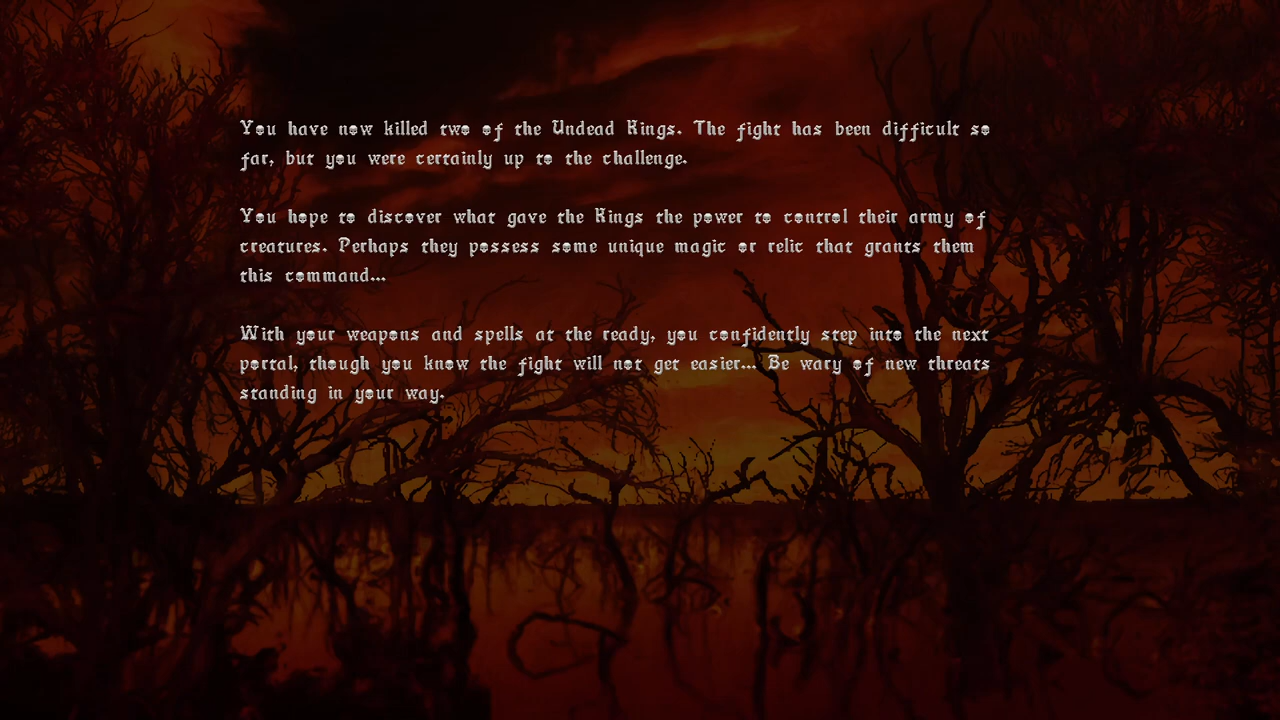 You have now killed two of the Undead Kings. The fight has been difficult so
far, but you were certainly up to the challenge.
You hope to discover what gave the Kings the power to control their army of
creatures. Perhaps they possess some unique magic or relic that grants them
this command...
With your weapons and spells at the ready, you confidently step into the next
portal, though you know the fight will not get easier... Be wary of new threats
standing in your way.